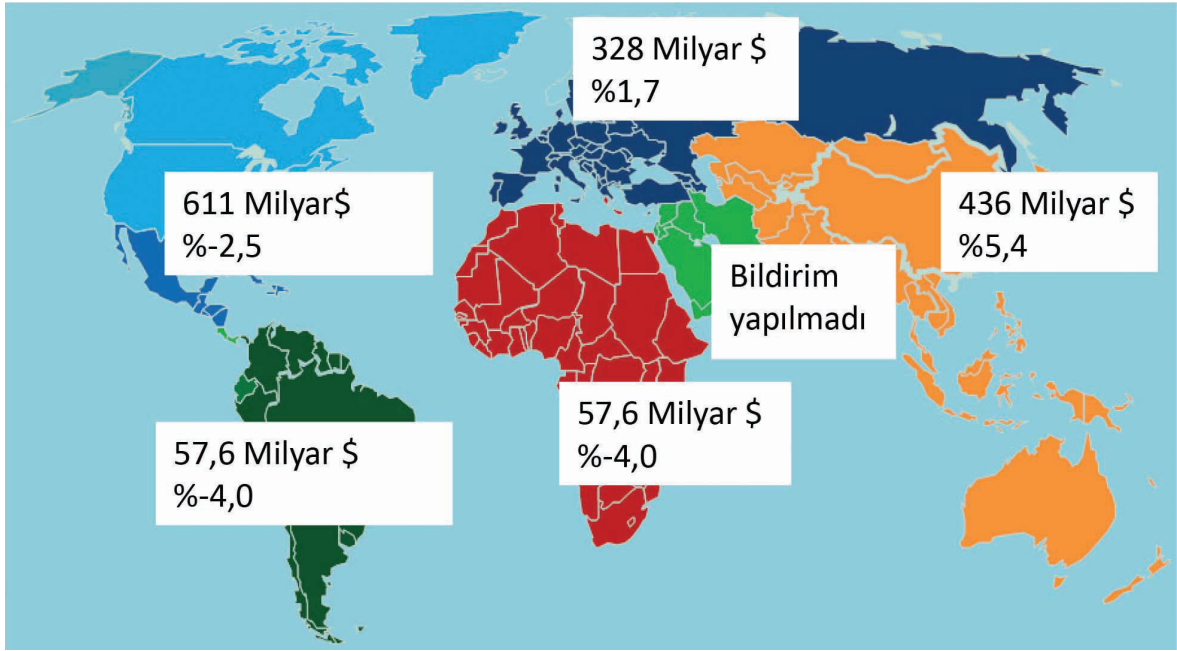 328 Milyar $
%1,7
611 Milyar$
%-2,5
436 Milyar $
%5,4
Bildirim
yapılmadı
57,6 Milyar $
%-4,0
57,6 Milyar $
%-4,0